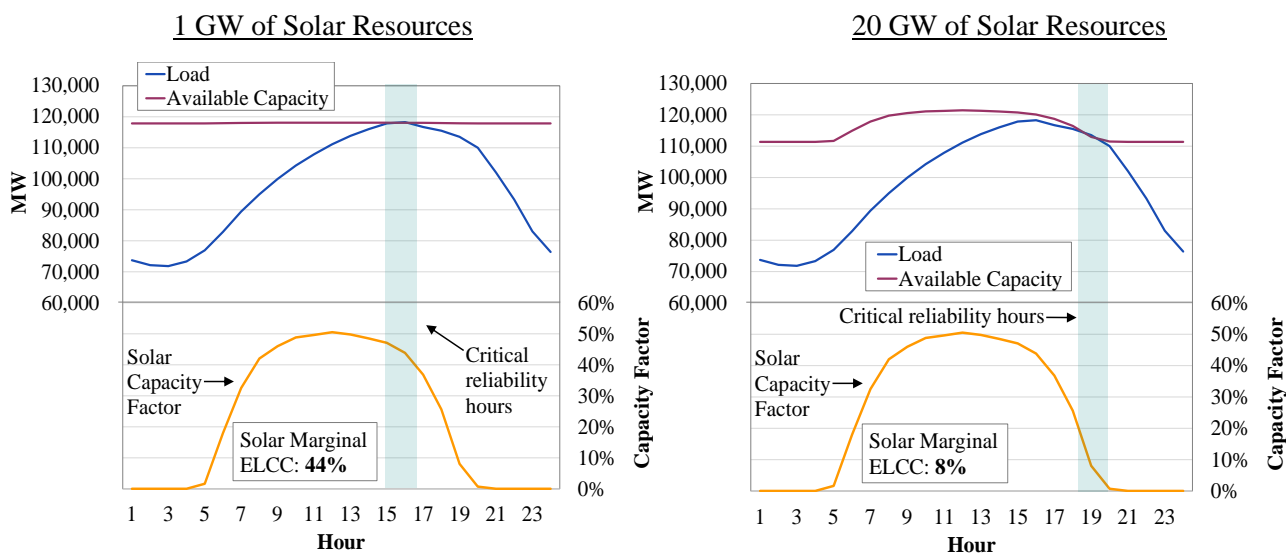 1 GW of Solar Resources
130,000
120,000
110,000
100,000
90,000
80,000
70,000
60,000
MW
Load
Available Capacity
60%
50%
40%
30%
20%
10%
0%
Capacity Factor
Solar
Capacity
Factor
Critical
reliability
hours
Solar Marginal
ELCC: 44%
1 3 5 7 9 11 13 15 17 19 21 23
Hour
20 GW of Solar Resources
130,000
120,000
110,000
100,000
90,000
80,000
70,000
60,000
MW
Load
Available Capacity
60%
50%
40%
30%
20%
10%
0%
Capacity Factor
Critical reliability hours
Solar
Capacity
Factor
Solar Marginal
ELCC: 8%
1 3 5 7 9 11 13 15 17 19 21 23
Hour